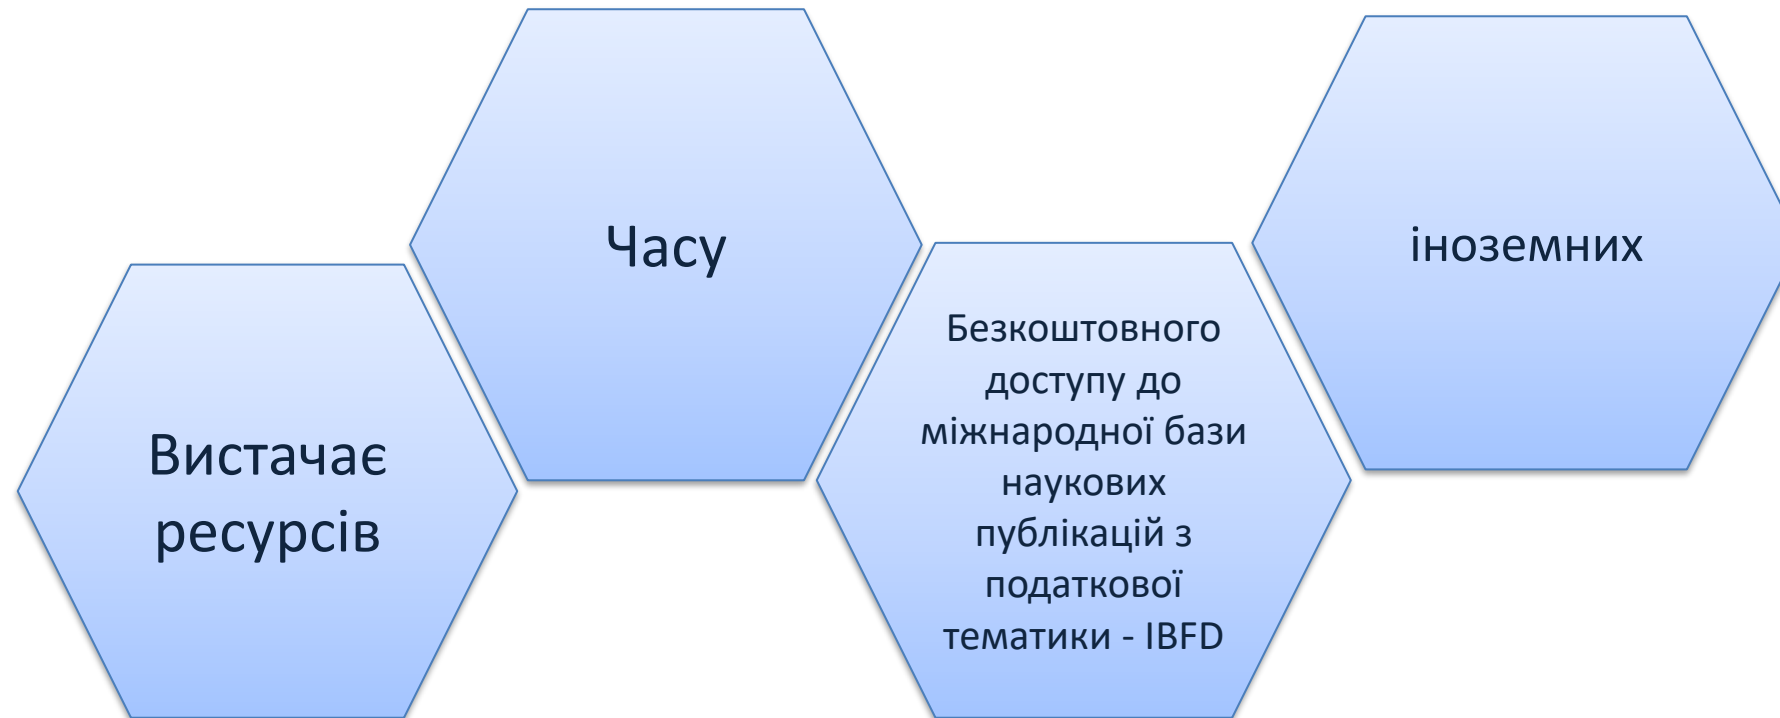 Вистачає
ресурсів
Часу
Безкоштовного
доступу до
міжнародної бази
наукових
публікацій з
податкової
тематики - IBFD
іноземних